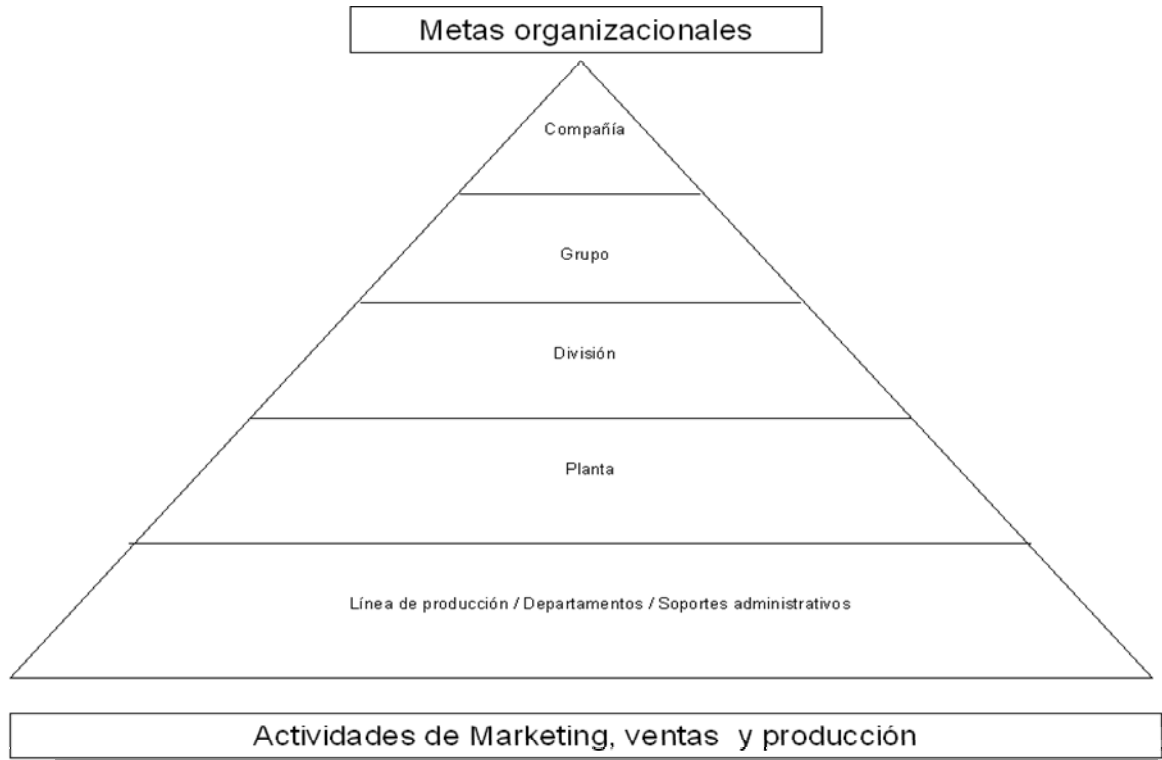 Metas organizacionales
Compañía
Grupo
División
Planta
Línea de producción / Departamentos / Soportes administrativos
Actividades de Marketing, ventas y producción